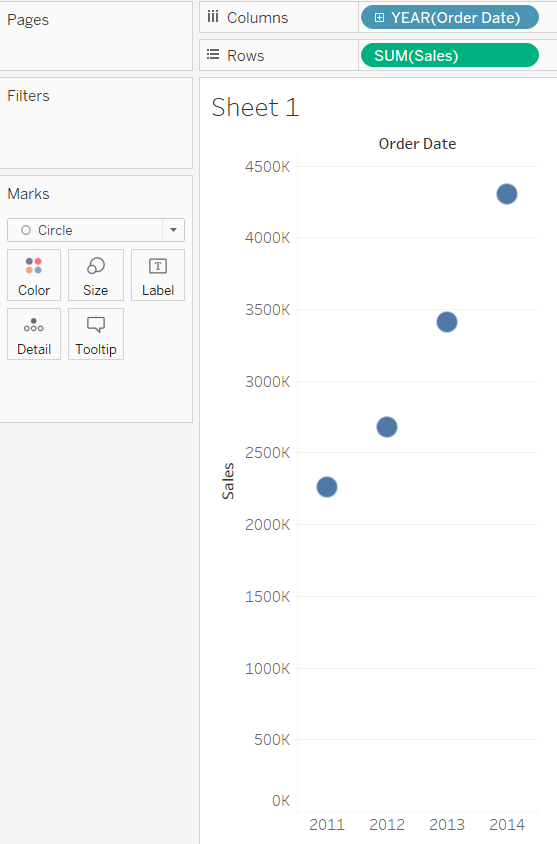 Pages
Columns
YEAR(Order Date)
Rows
SUM(Sales)
Filters
Marks
Circle
Color
Size
Label
T
Detail
Tooltip
Sheet 1
Order Date
4500K
4000K
3500K
3000K
2500K
2000K
1500K
1000K
500K
0K
Sales
2011 2012 2013 2014